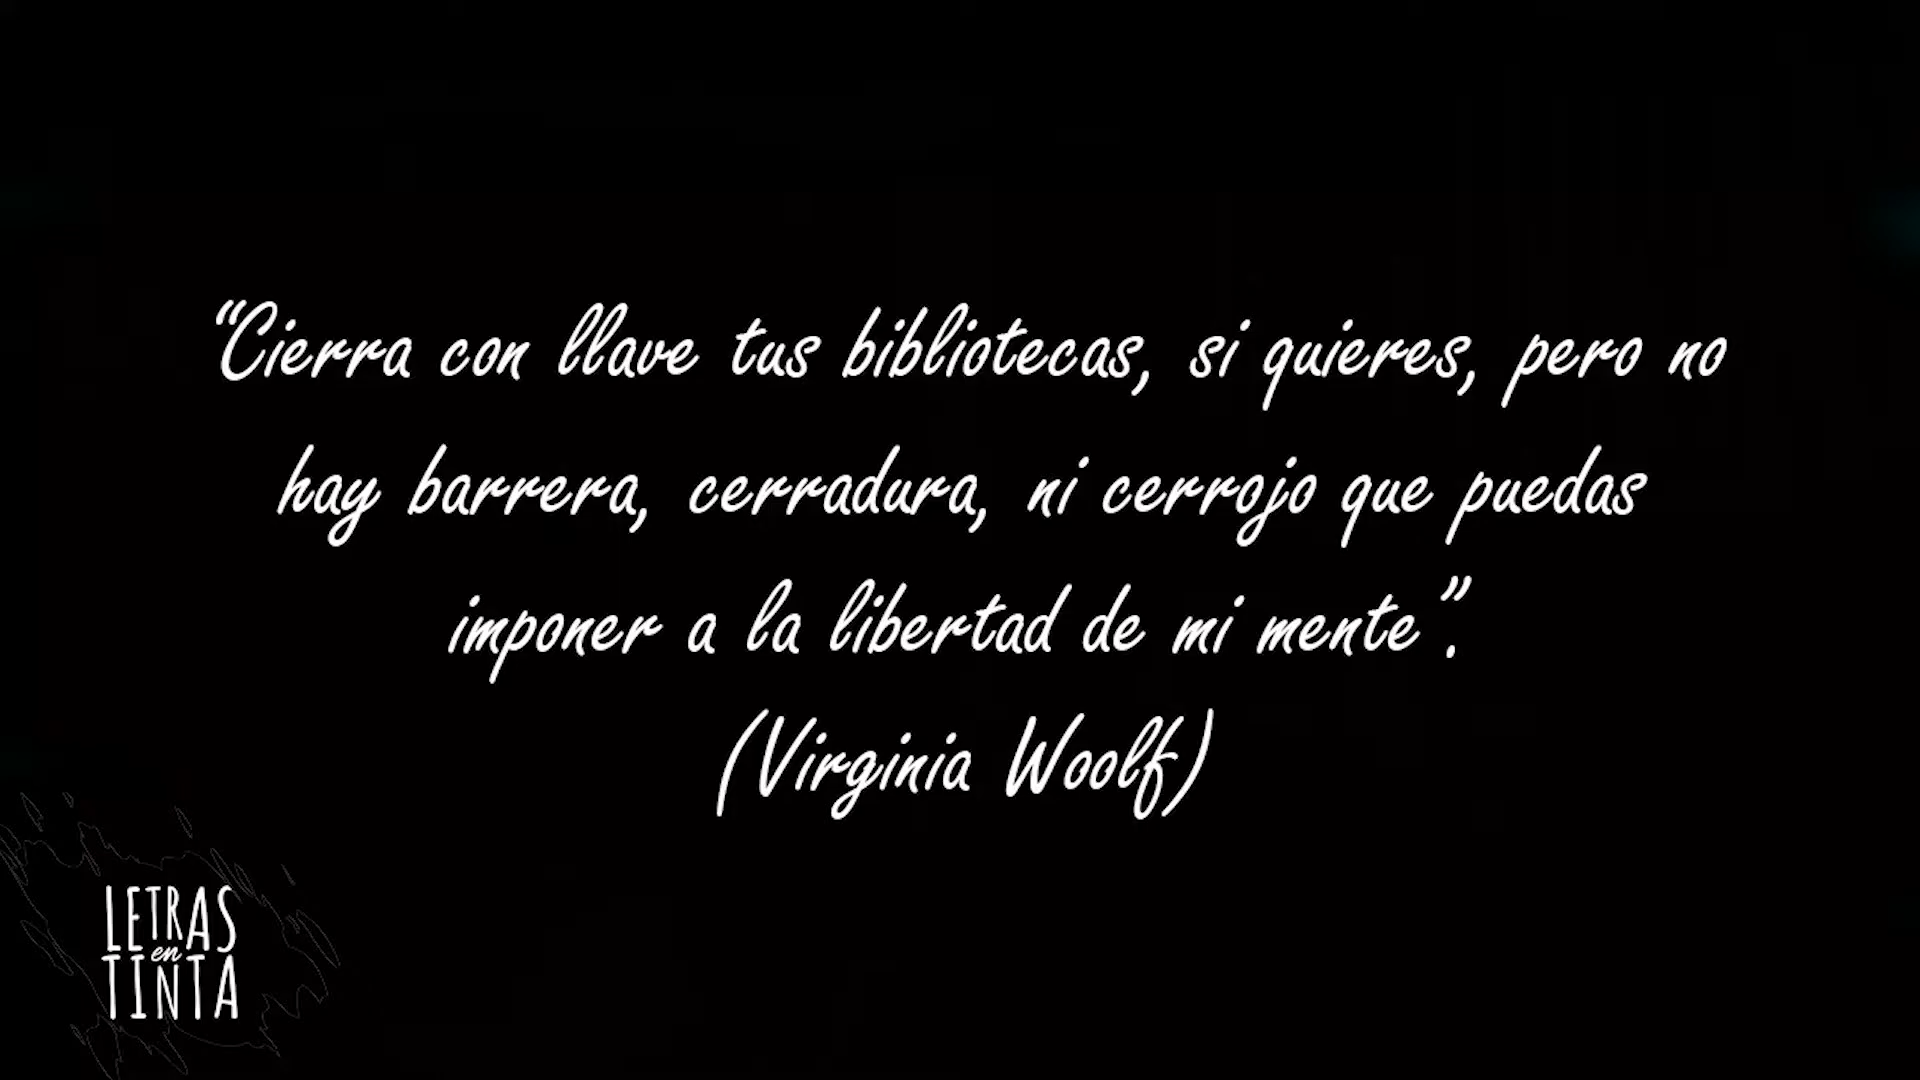 “Cierra con llave tus bibliotecas, si quieres, pero no
hay barrera, cerradura, ni cerrojo que puedas
imponer a la libertad de mi mente”.
(Virginia Woolf)
LETRAS
en
TINTA